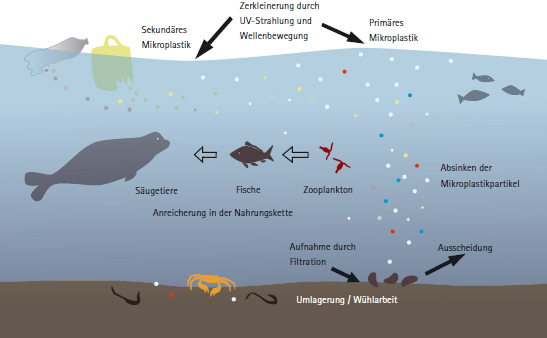 Zerkleinerung durch
UV-Strahlung und
Wellenbewegung
Sekundäres
Mikroplastik
Primäres
Mikroplastik
Säugetiere
Fische
Zooplankton
Absinken der
Mikroplastikpartikel
Anreicherung in der Nahrungskette
Aufnahme durch
Filtration
Ausscheidung
Umlagerung / Wühlarbeit